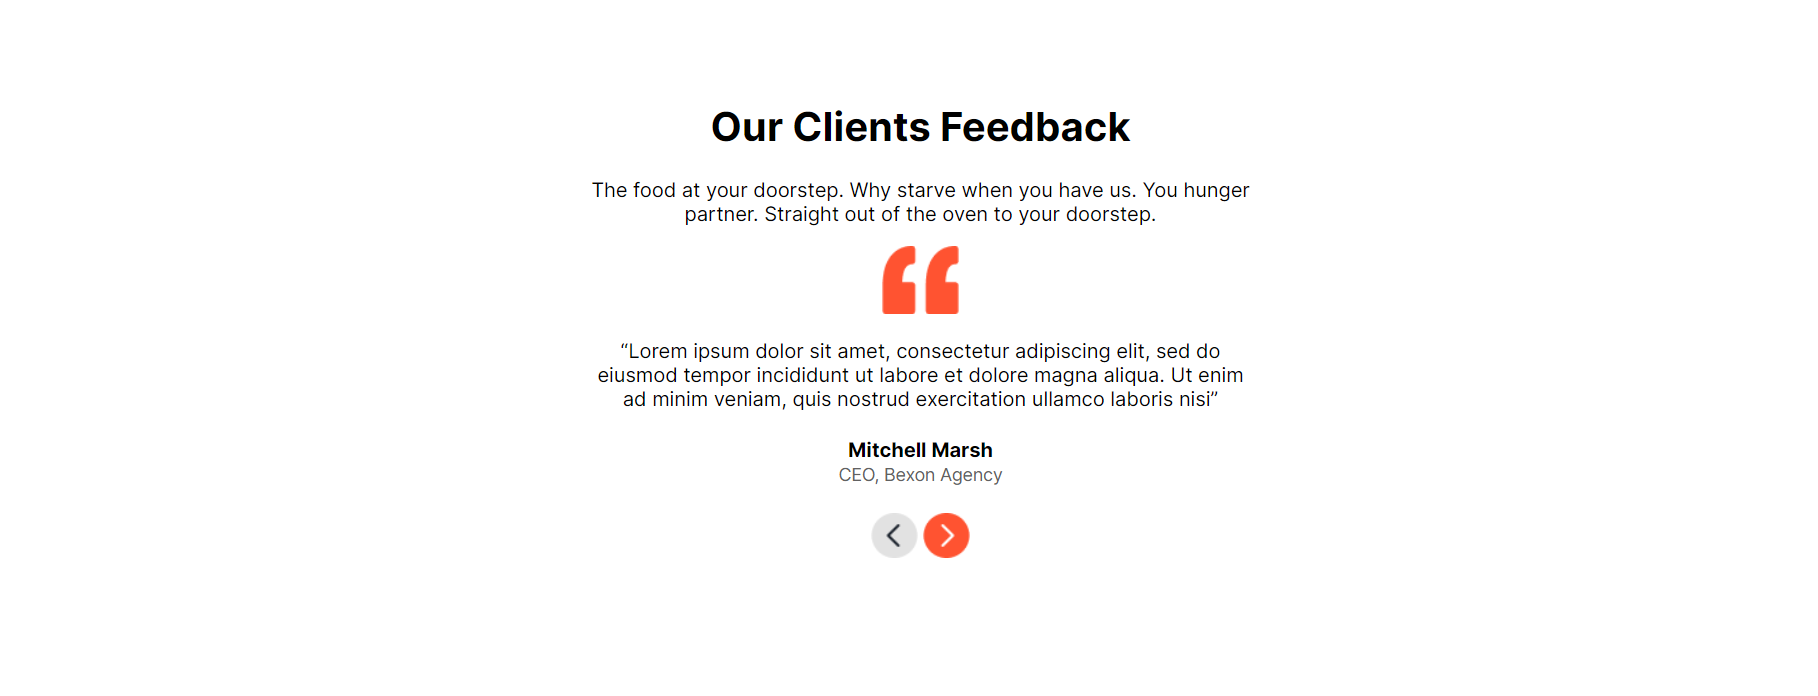 Our Clients Feedback
The food at your doorstep. Why starve when you have us. You hunger
partner. Straight out of the oven to your doorstep.
“Lorem ipsum dolor sit amet, consectetur adipiscing elit, sed do
eiusmod tempor incididunt ut labore et dolore magna aliqua. Ut enim
ad minim veniam, quis nostrud exercitation ullamco laboris nisi”
Mitchell Marsh
CEO, Bexon Agency